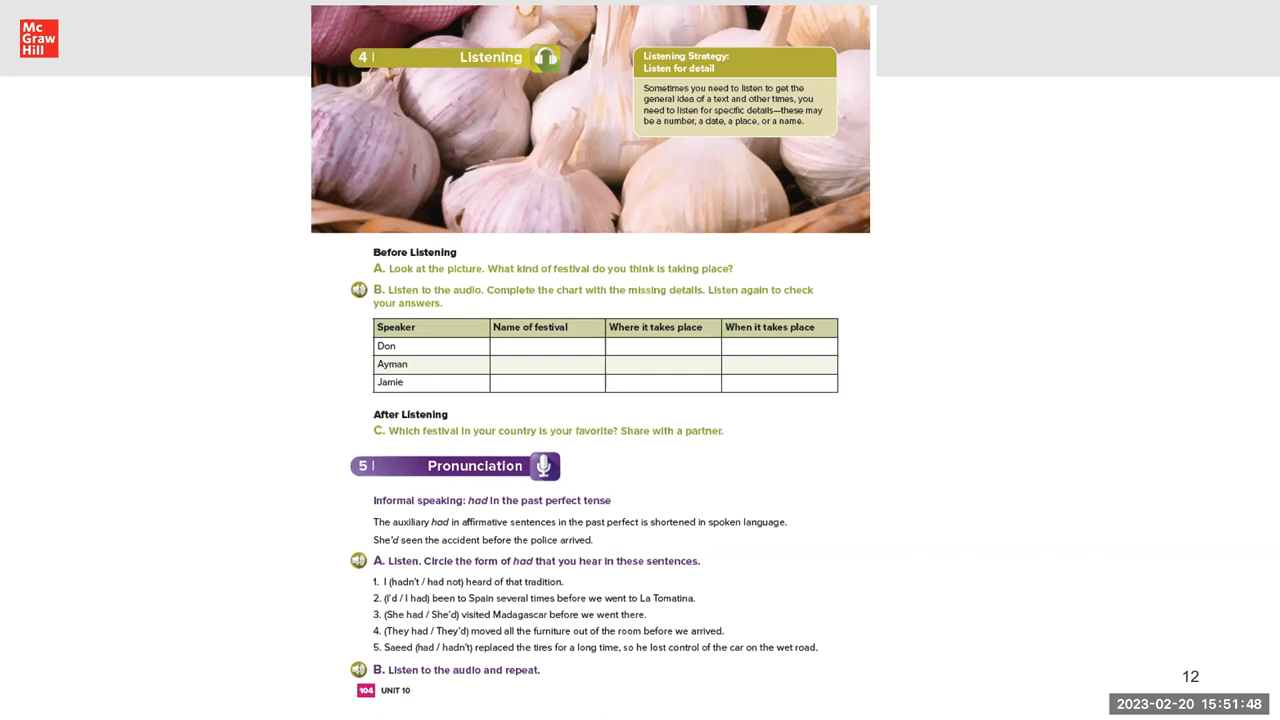 Mc
Graw
Hill
4 |
Listening
Listening Strategy:
Listen for detail
Sometimes you need to listen to get the
general idea of a text and other times, you
need to listen for specific details—these may
be a number, a date, a place, or a name.
Before Listening
A. Look at the picture. What kind of festival do you think is taking place?
B. Listen to the audio. Complete the chart with the missing details. Listen again to check
your answers.
Speaker Name of festival Where it takes place When it takes place
Don
Ayman
Jamie
After Listening
C. Which festival in your country is your favorite? Share with a partner.
5 |
Pronunciation
Informal speaking: had in the past perfect tense
The auxiliary had in affirmative sentences in the past perfect is shortened in spoken language.
She'd seen the accident before the police arrived.
A. Listen. Circle the form of had that you hear in these sentences.
1. I (hadn't / had not) heard of that tradition.
2. (I'd / I had) been to Spain several times before we went to La Tomatina.
3. (She had / She'd) visited Madagascar before we went there.
4. (They had / They'd) moved all the furniture out of the room before we arrived.
5. Saeed (had / hadn't) replaced the tires for a long time, so he lost control of the car on the wet road.
B. Listen to the audio and repeat.
104 UNIT 10
12
2023-02-20 15:51:48